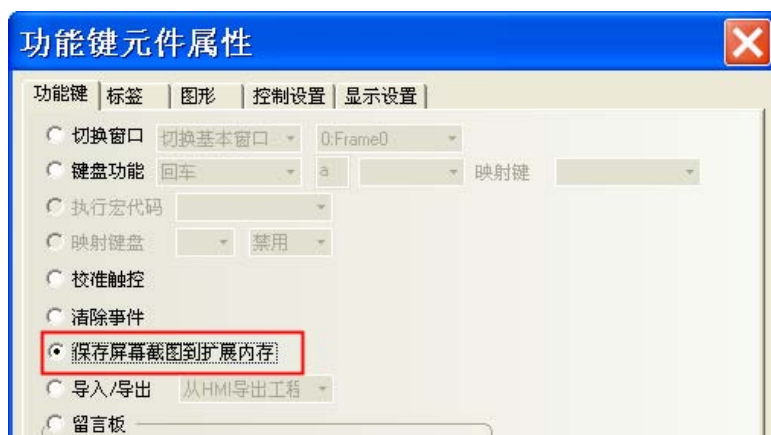 功能键元件属性
功能键 标签 图形 控制设置 显示设置
切换窗口 切换基本窗口 0:Frame0
键盘功能 回车 a 映射键
执行宏代码
映射键盘 禁用
校准触控
清除事件
保存屏幕截图到扩展内存
导入/导出 从HMI导出工程
留言板